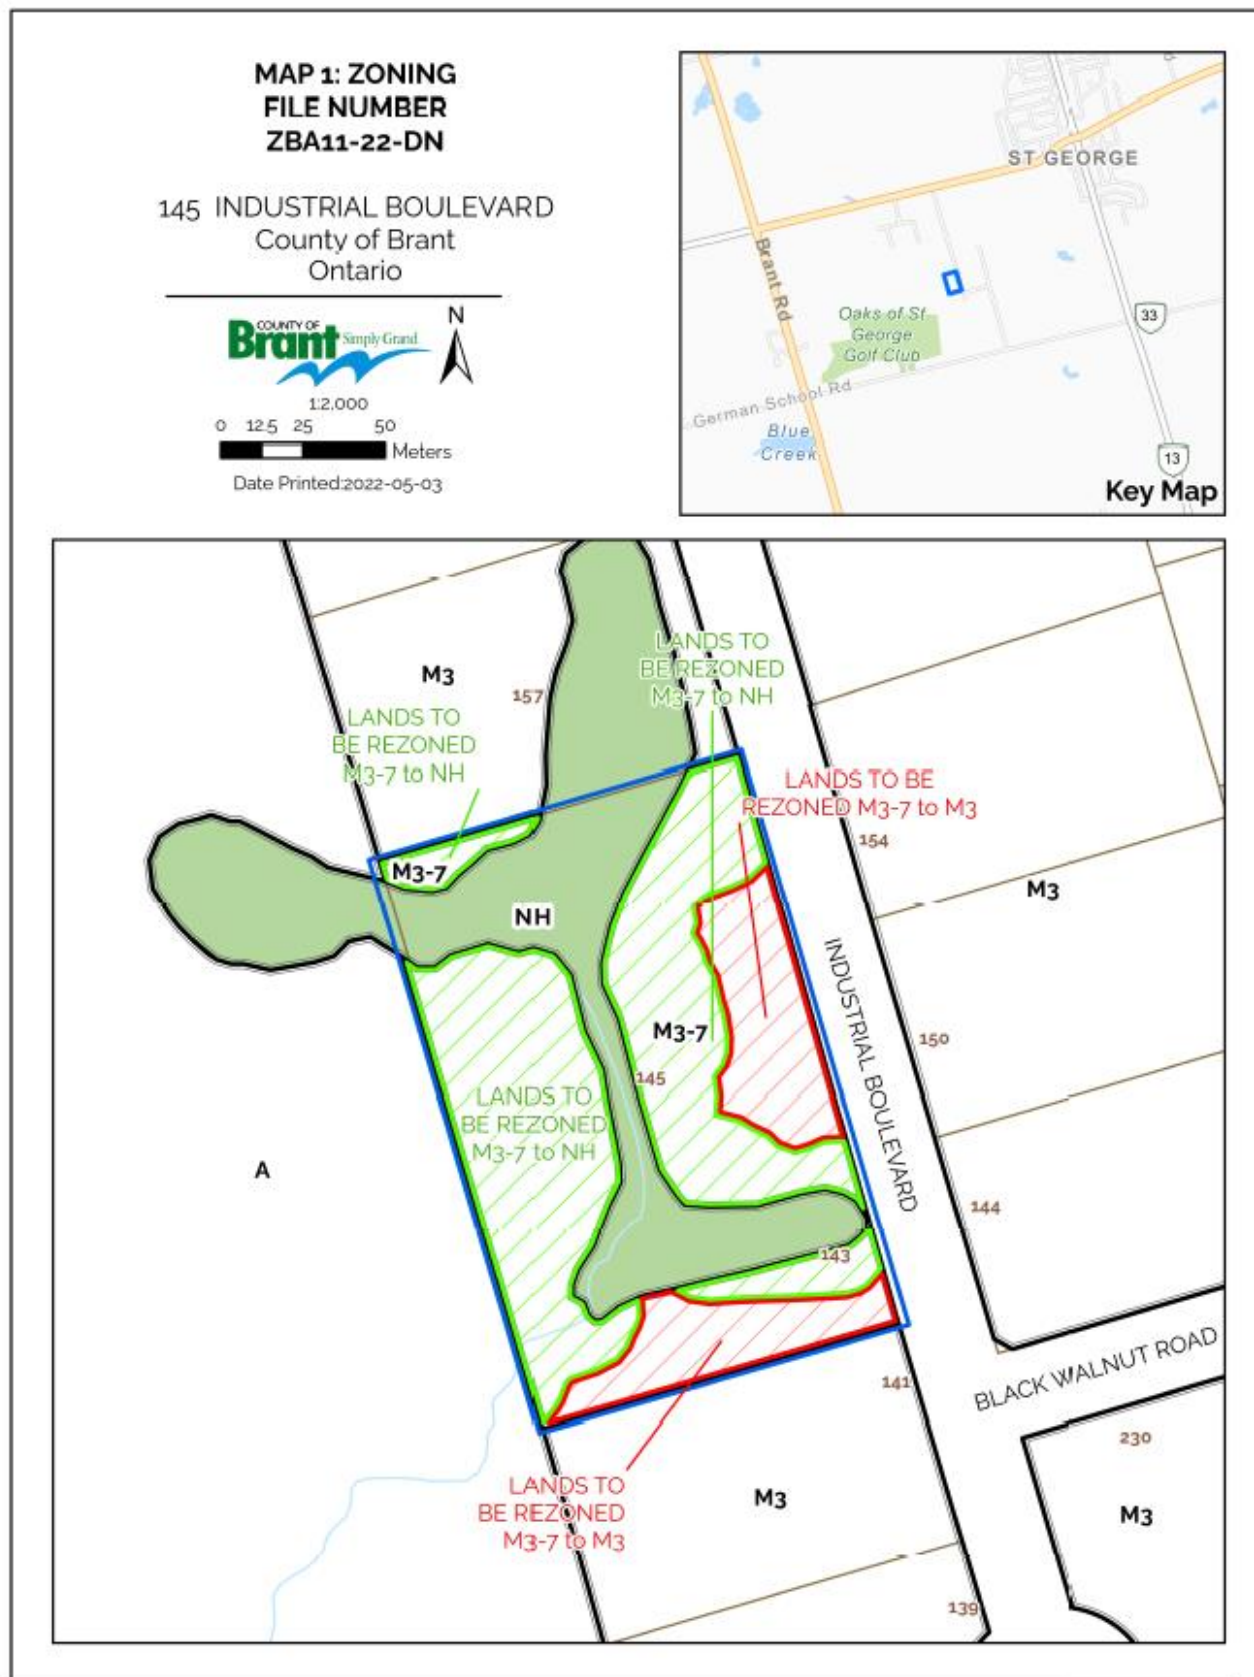 MAP 1: ZONING
FILE NUMBER
ZBA11-22-DN
145 INDUSTRIAL BOULEVARD
County of Brant
Ontario
COUNTY OF
Brant Simply Grand
N
1:2,000
0 12.5 25 50
Meters
Date Printed:2022-05-03
ST GEORGE
Brant Rd
Oaks of St
George
Golf Club
33
German School Rd
Blue
Creek
13
Key Map
LANDS TO
BE REZONED
M3-7 to NH
M3
157
LANDS TO
BE REZONED
M3-7 to NH
LANDS TO BE
REZONED M3-7 to M3
154
M3-7
M3
NH
INDUSTRIAL BOULEVARD
M3-7
150
145
LANDS TO
BE REZONED
M3-7 to NH
A
144
143
BLACK WALNUT ROAD
141
230
LANDS TO
BE REZONED
M3-7 to M3
M3
M3
139